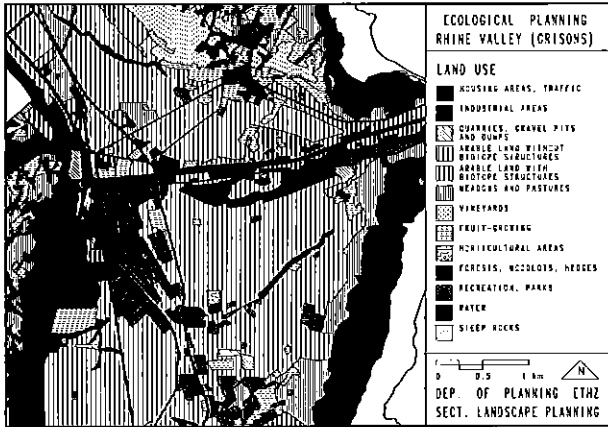 ECOLOGICAL PLANNING
RHINE VALLEY (GRISONS)
LAND USE
HOUSING AREAS, TRAFFIC
INDUSTRIAL AREAS
QUARRIES, GRAVEL PITS
AND DUMPS
ARABLE LAND WITHOUT
BIOTOPE STRUCTURES
ARABLE LAND WITH
BIOTOPE STRUCTURES
MEADOWS AND PASTURES
VINEYARDS
FRUIT-GROWING
HORTICULTURAL AREAS
FORESTS, WOODLOTS, HEDGES
RECREATION, PARKS
WATER
STEEP ROCKS
0 0.5 1 km
N
DEP. OF PLANNING ETHZ
SECT. LANDSCAPE PLANNING